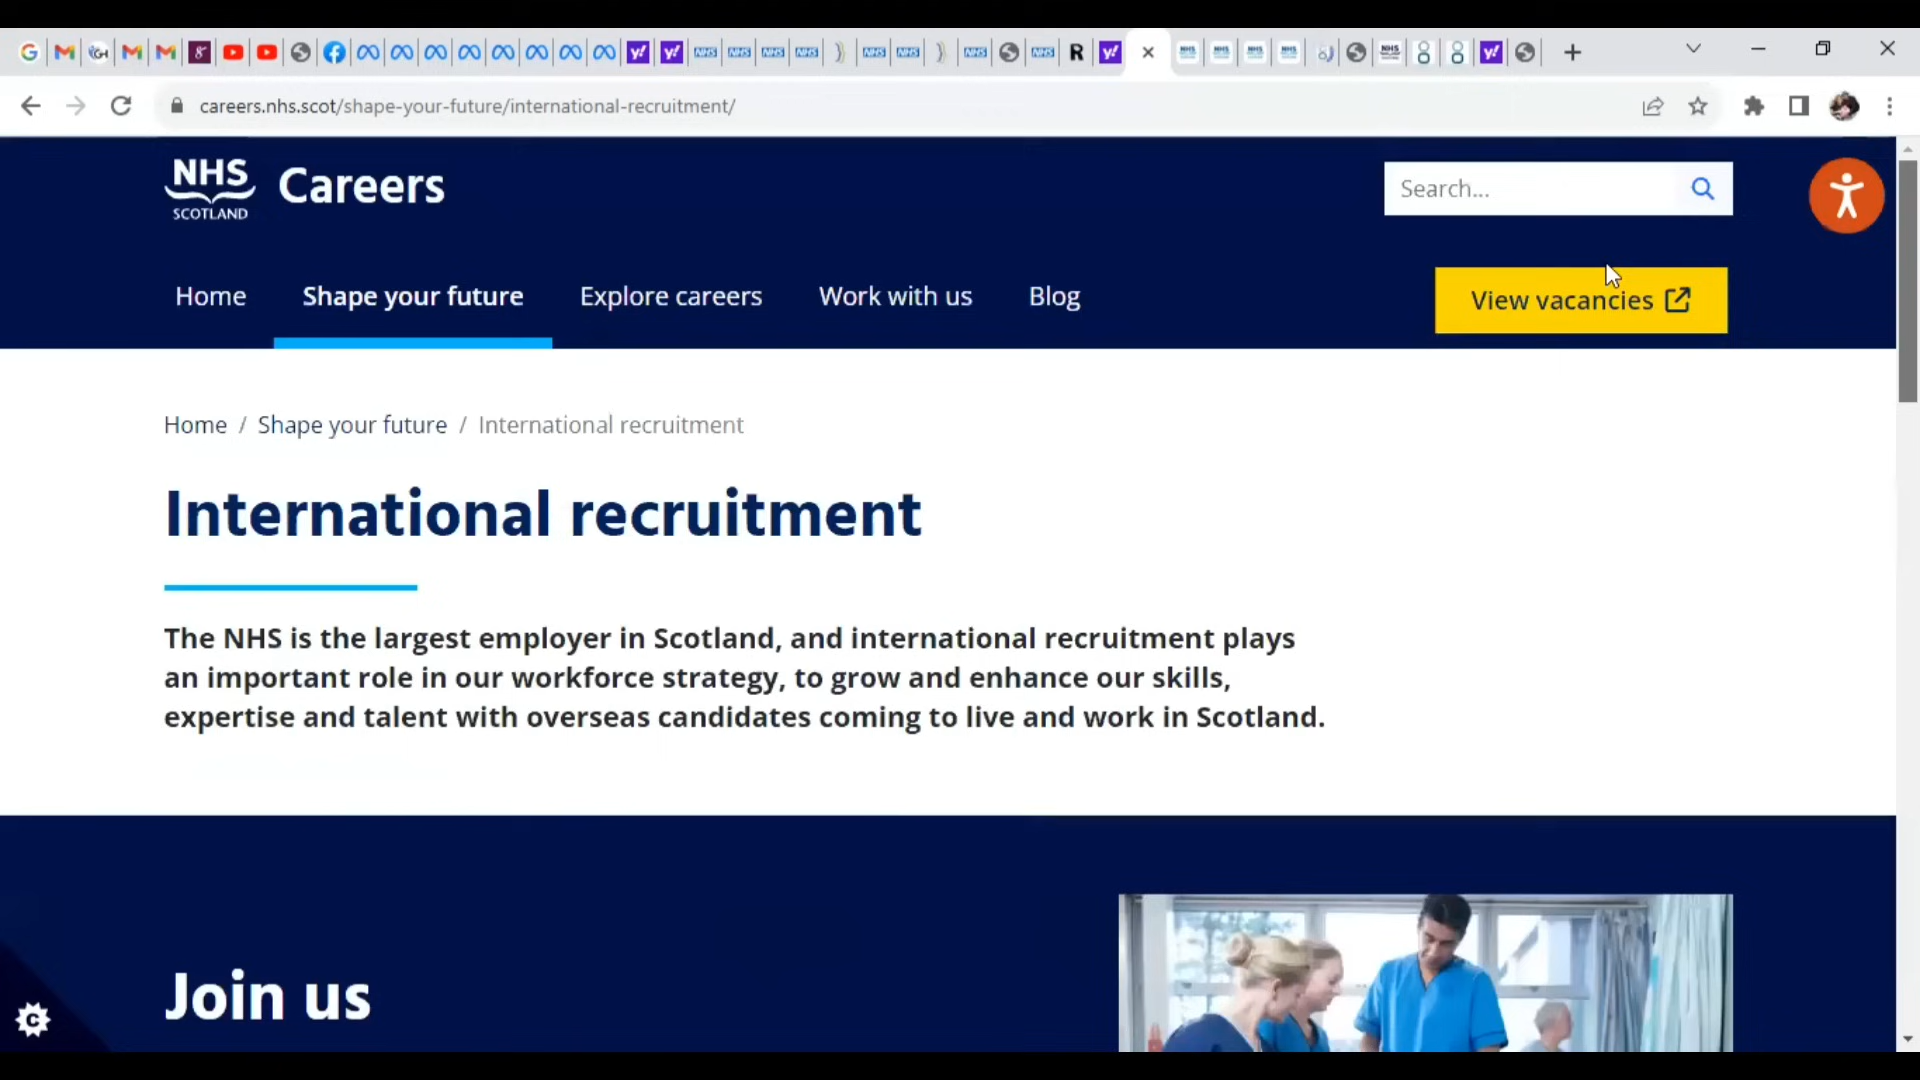 careers.nhs.scot/shape-your-future/international-recruitment/
NHS
SCOTLAND
Careers
Search...
Home
Shape your future
Explore careers
Work with us
Blog
View vacancies
Home / Shape your future / International recruitment
International recruitment
The NHS is the largest employer in Scotland, and international recruitment plays
an important role in our workforce strategy, to grow and enhance our skills,
expertise and talent with overseas candidates coming to live and work in Scotland.
Join us